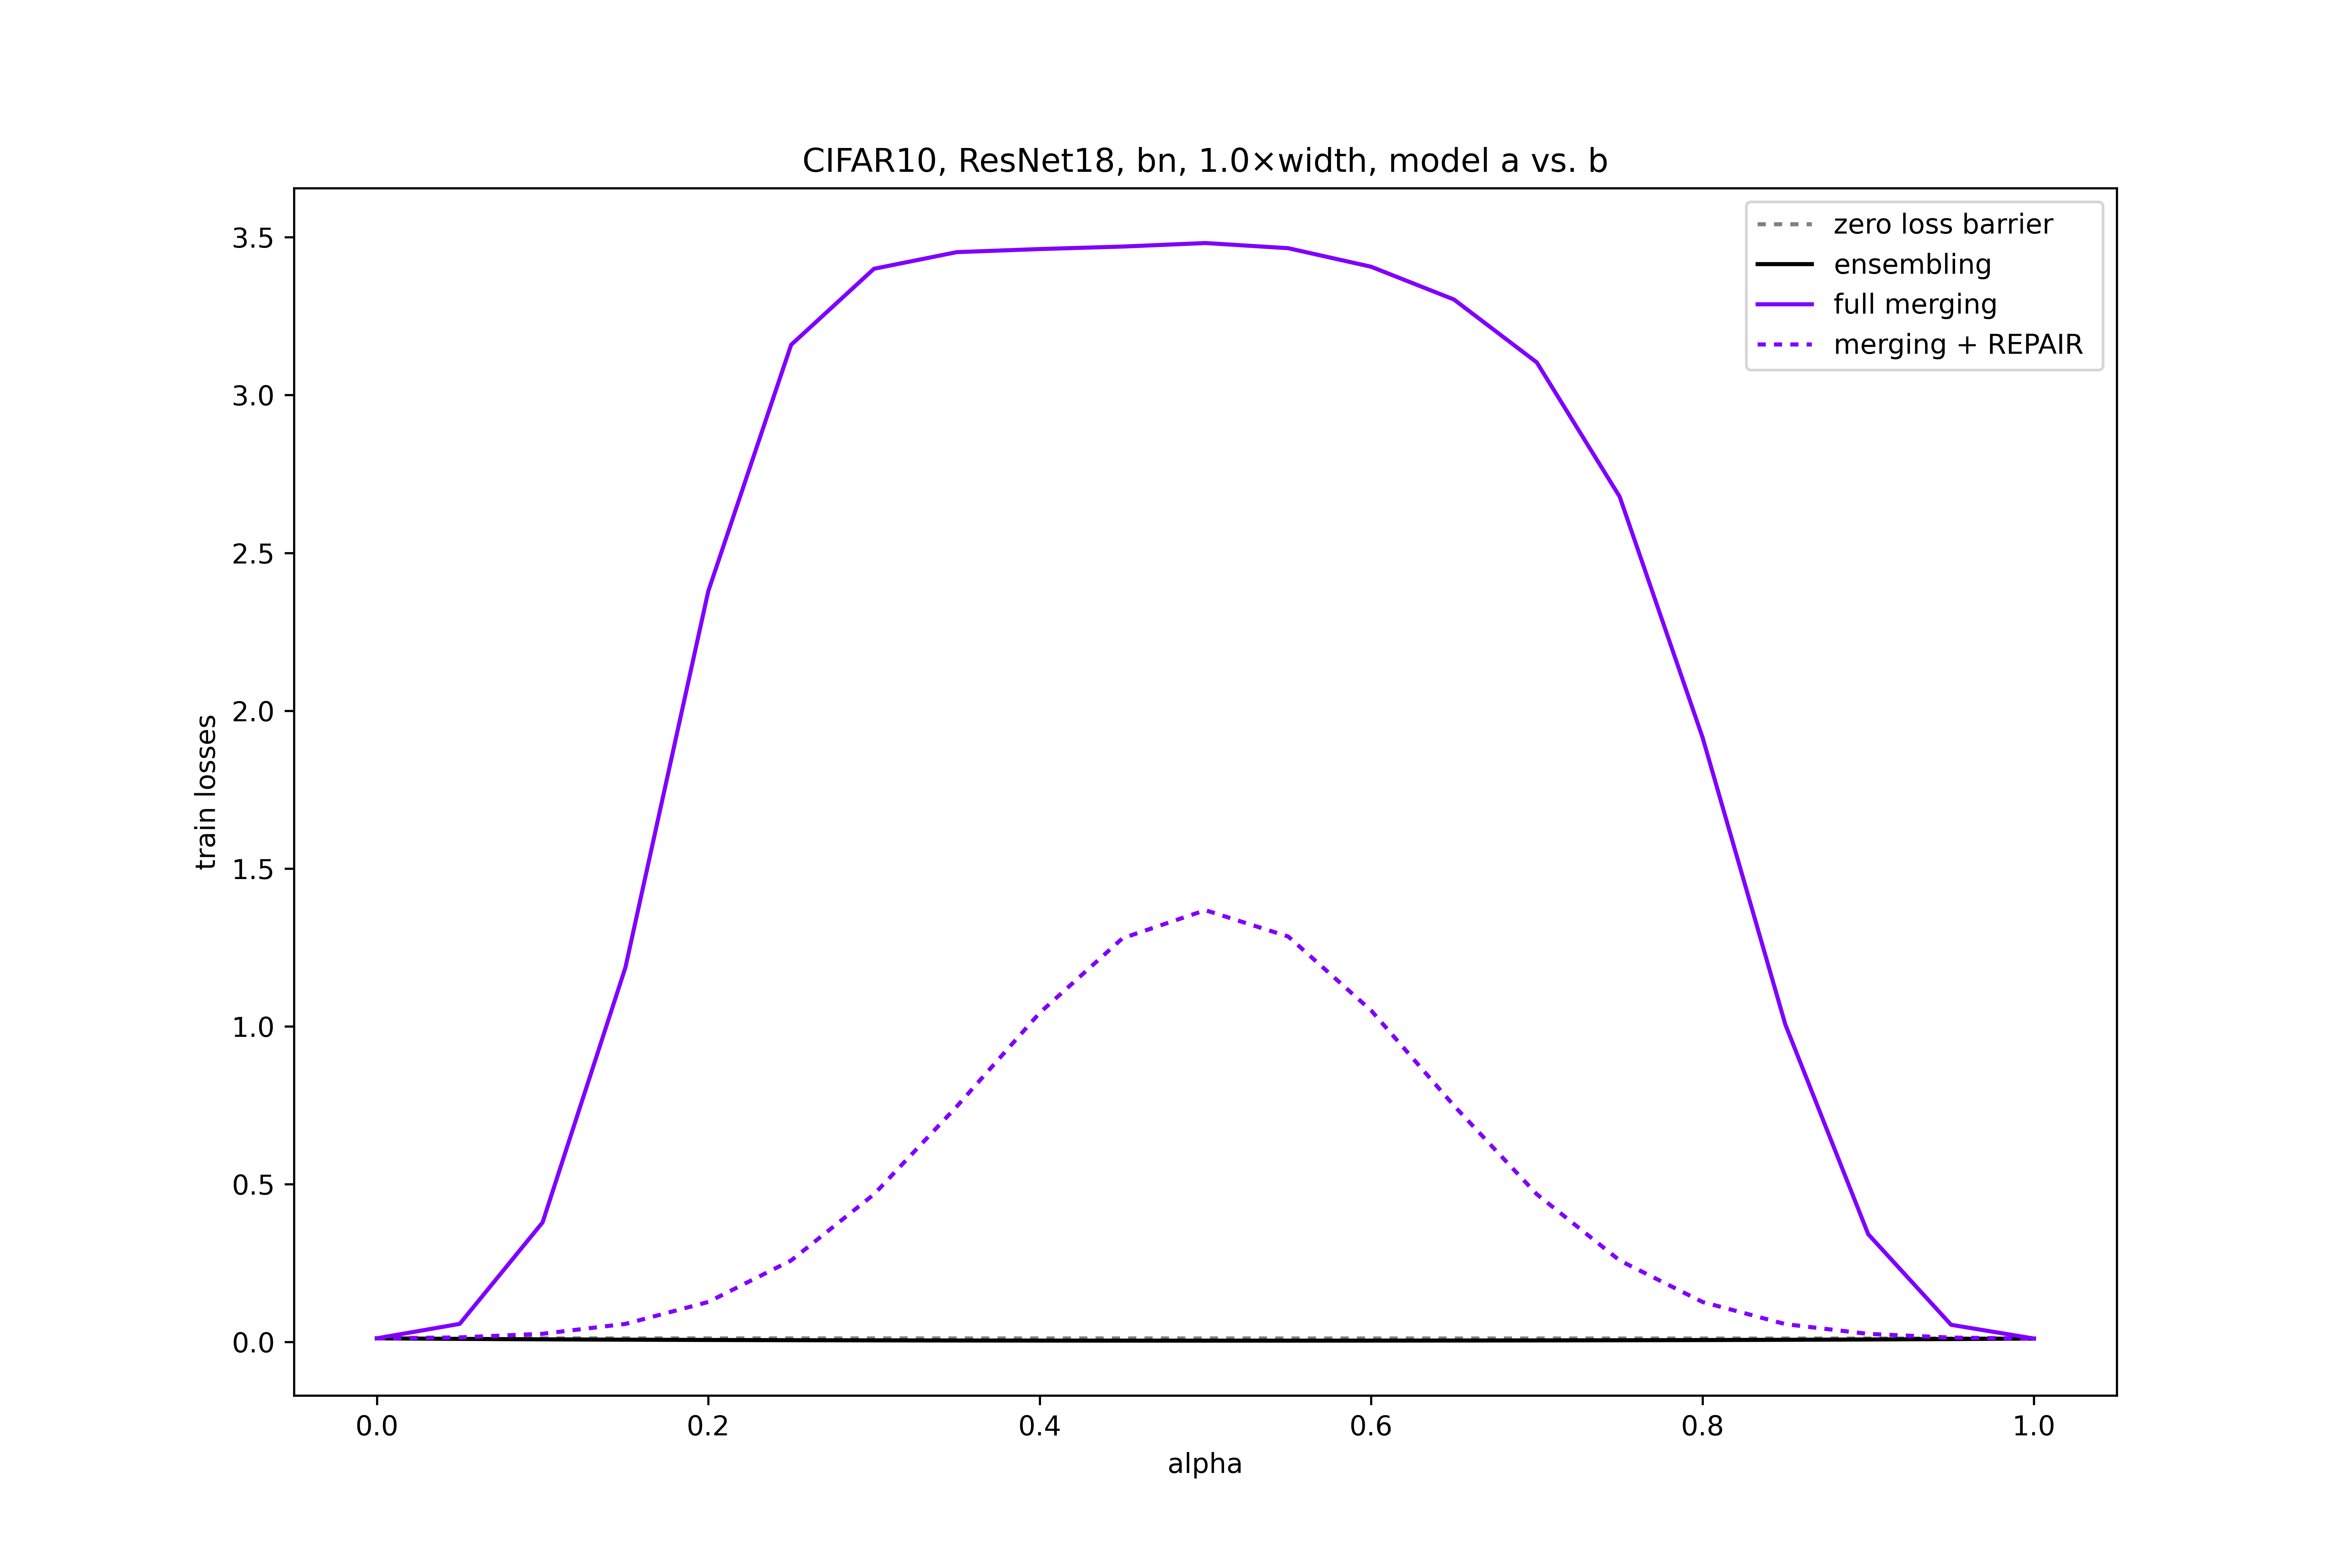 CIFAR10, ResNet18, bn, 1.0×width, model a vs. b
zero loss barrier
ensembling
full merging
merging + REPAIR
train losses
3.5
3.0
2.5
2.0
1.5
1.0
0.5
0.0
0.0 0.2 0.4 0.6 0.8 1.0
alpha